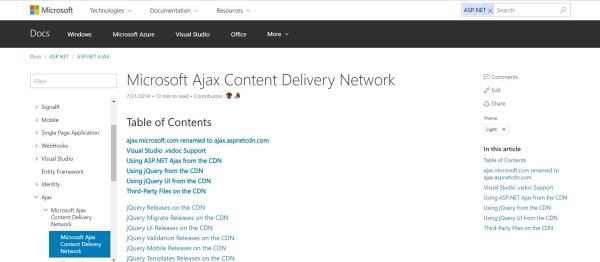 Microsoft
Technologies
Documentation
Resources
ASP.NET ×
Search
Docs
Windows
Microsoft Azure
Visual Studio
Office
More
Docs / ASP.NET / ASP.NET AJAX
Filter
SignalR
Mobile
Single Page Application
WebHooks
Visual Studio
Entity Framework
Identity
Ajax
Microsoft Ajax
Content Delivery
Network
Microsoft Ajax
Content Delivery
Network
Microsoft Ajax Content Delivery Network
7/21/2014 • 13 min to read • Contributors
Table of Contents
ajax.microsoft.com renamed to ajax.aspnetcdn.com
Visual Studio .vsdoc Support
Using ASP.NET Ajax from the CDN
Using jQuery from the CDN
Using jQuery UI from the CDN
Third-Party Files on the CDN
jQuery Releases on the CDN
jQuery Migrate Releases on the CDN
jQuery UI Releases on the CDN
jQuery Validation Releases on the CDN
jQuery Mobile Releases on the CDN
jQuery Templates Releases on the CDN
Comments
Edit
Share
Theme
Light
In this article
Table of Contents
ajax.microsoft.com renamed to
ajax.aspnetcdn.com
Visual Studio .vsdoc Support
Using ASP.NET Ajax from the CDN
Using jQuery from the CDN
Using jQuery UI from the CDN
Third-Party Files on the CDN